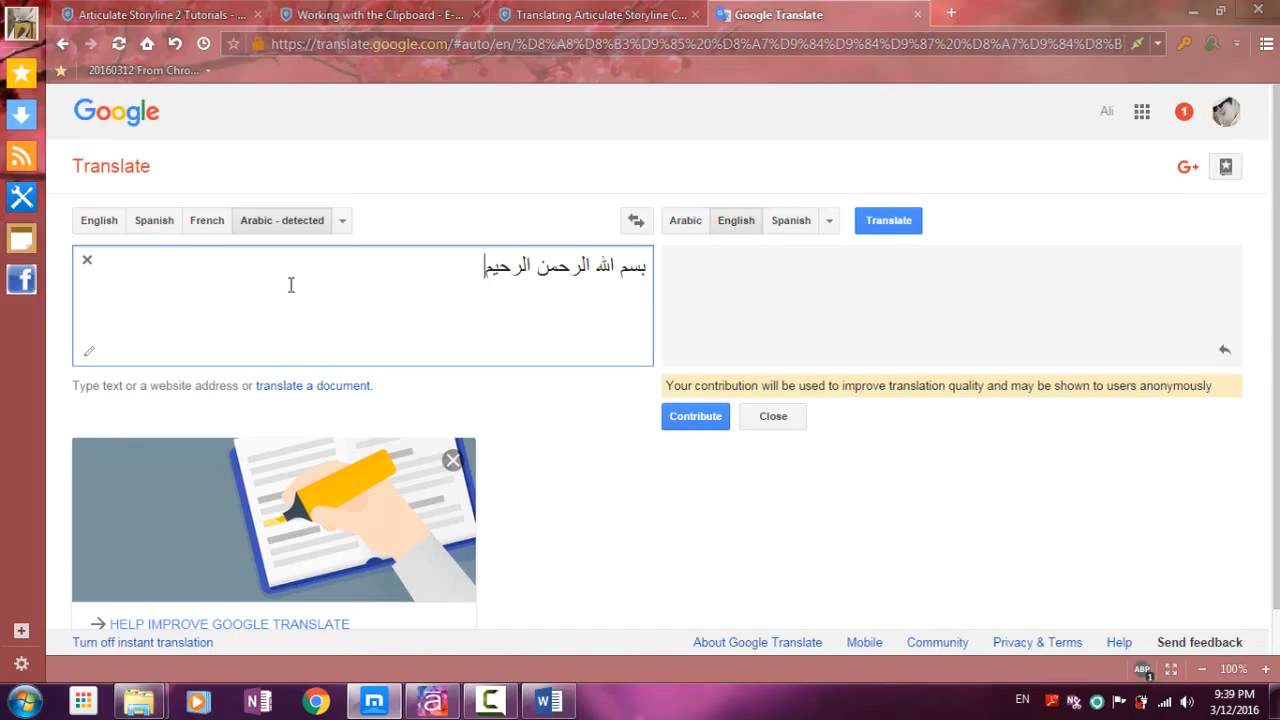 Articulate Storyline 2 Tutorials - ...
Working with the Clipboard - E-...
Translating Articulate Storyline C...
Google Translate
https://translate.google.com/#auto/en/%D8%A8%D8%B3%D9%85%20%D8%A7%D9%84%D9%84%D9%87%20%D8%A7%D9%84%D8%B
20160312 From Chro...
Google
Ali
1
Translate
G+
English
Spanish
French
Arabic - detected
Arabic
English
Spanish
Translate
بسم الله الرحمن الرحيم
Type text or a website address or translate a document.
Your contribution will be used to improve translation quality and may be shown to users anonymously
Contribute
Close
HELP IMPROVE GOOGLE TRANSLATE
Turn off instant translation
About Google Translate
Mobile
Community
Privacy & Terms
Help
Send feedback
ABP
1
100%
EN
9:39 PM
3/12/2016